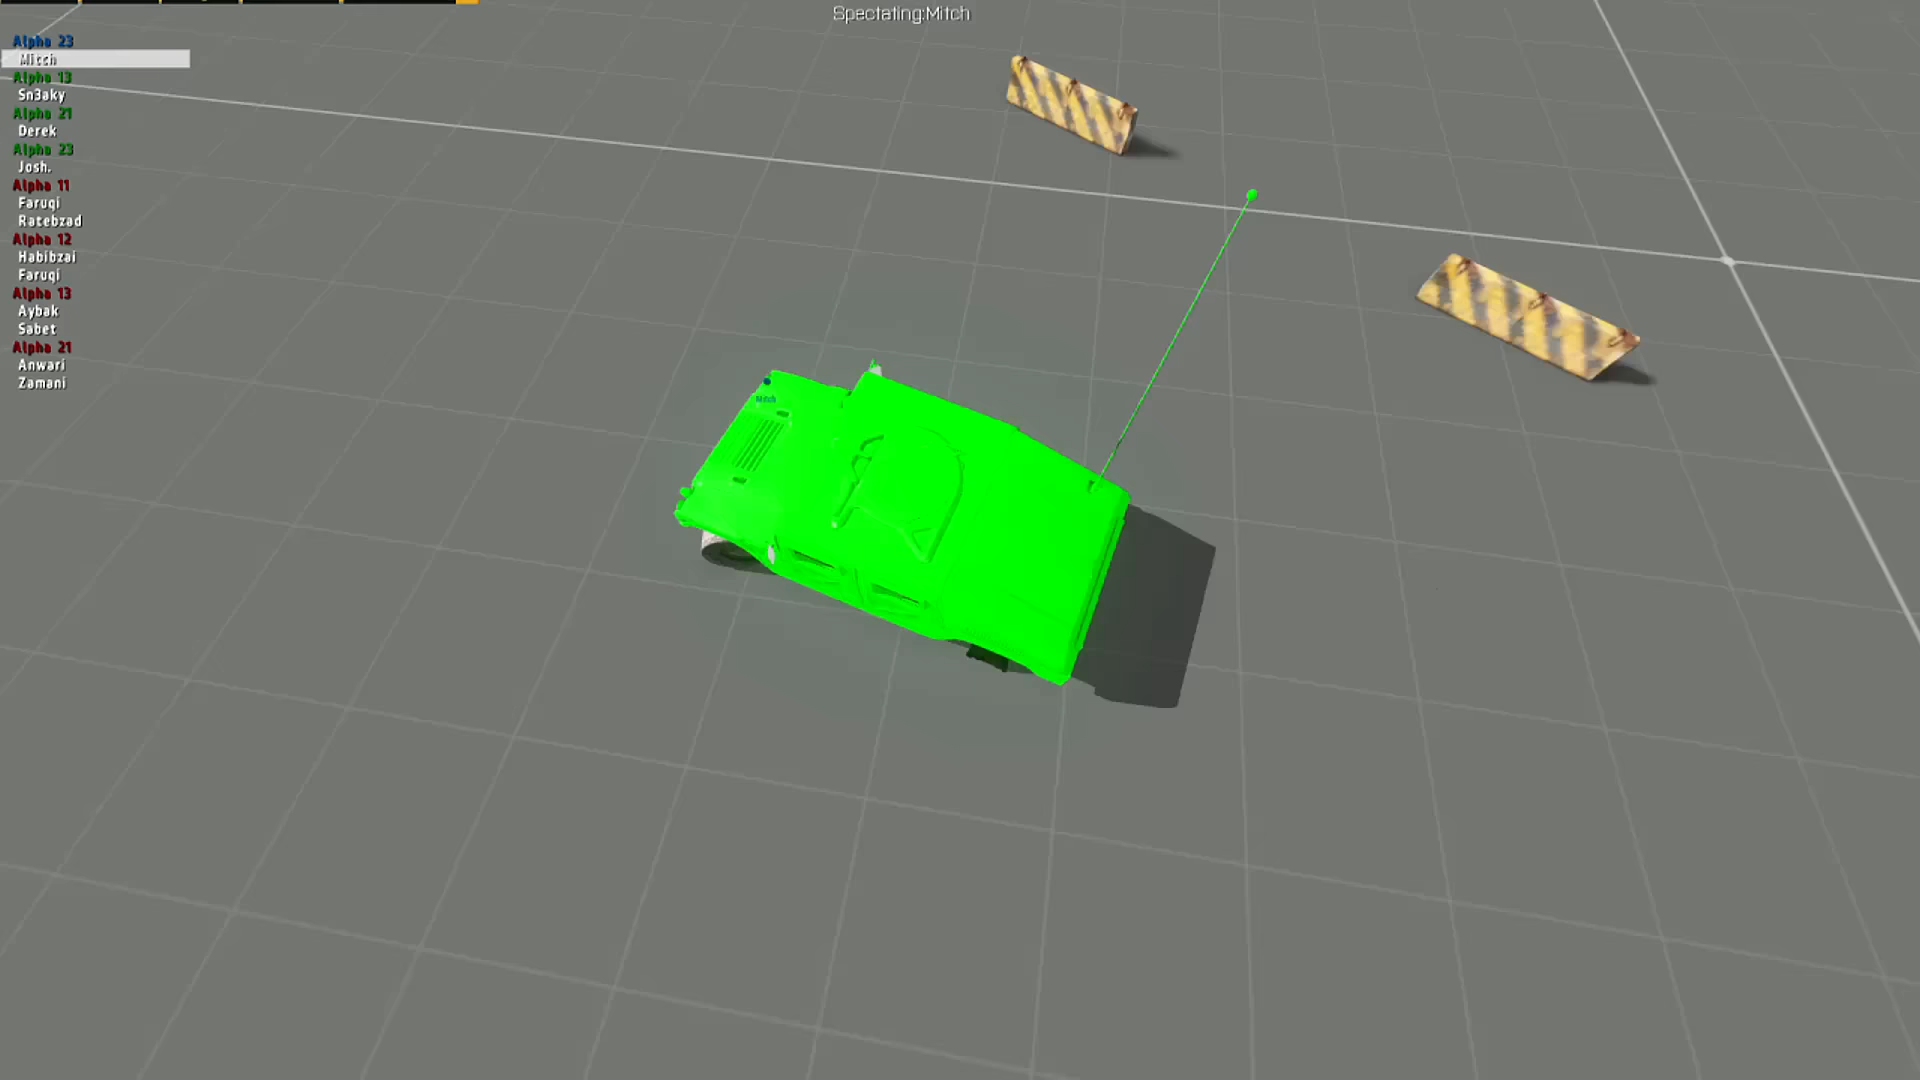 Spectating:Mitch
Alpha 23
Mitch
Alpha 13
Sn3aky
Alpha 21
Derek
Alpha 23
Josh.
Alpha 11
Faruqi
Ratebzad
Alpha 12
Habibzai
Faruqi
Alpha 13
Aybak
Sabet
Alpha 21
Anwari
Zamani
Mitch